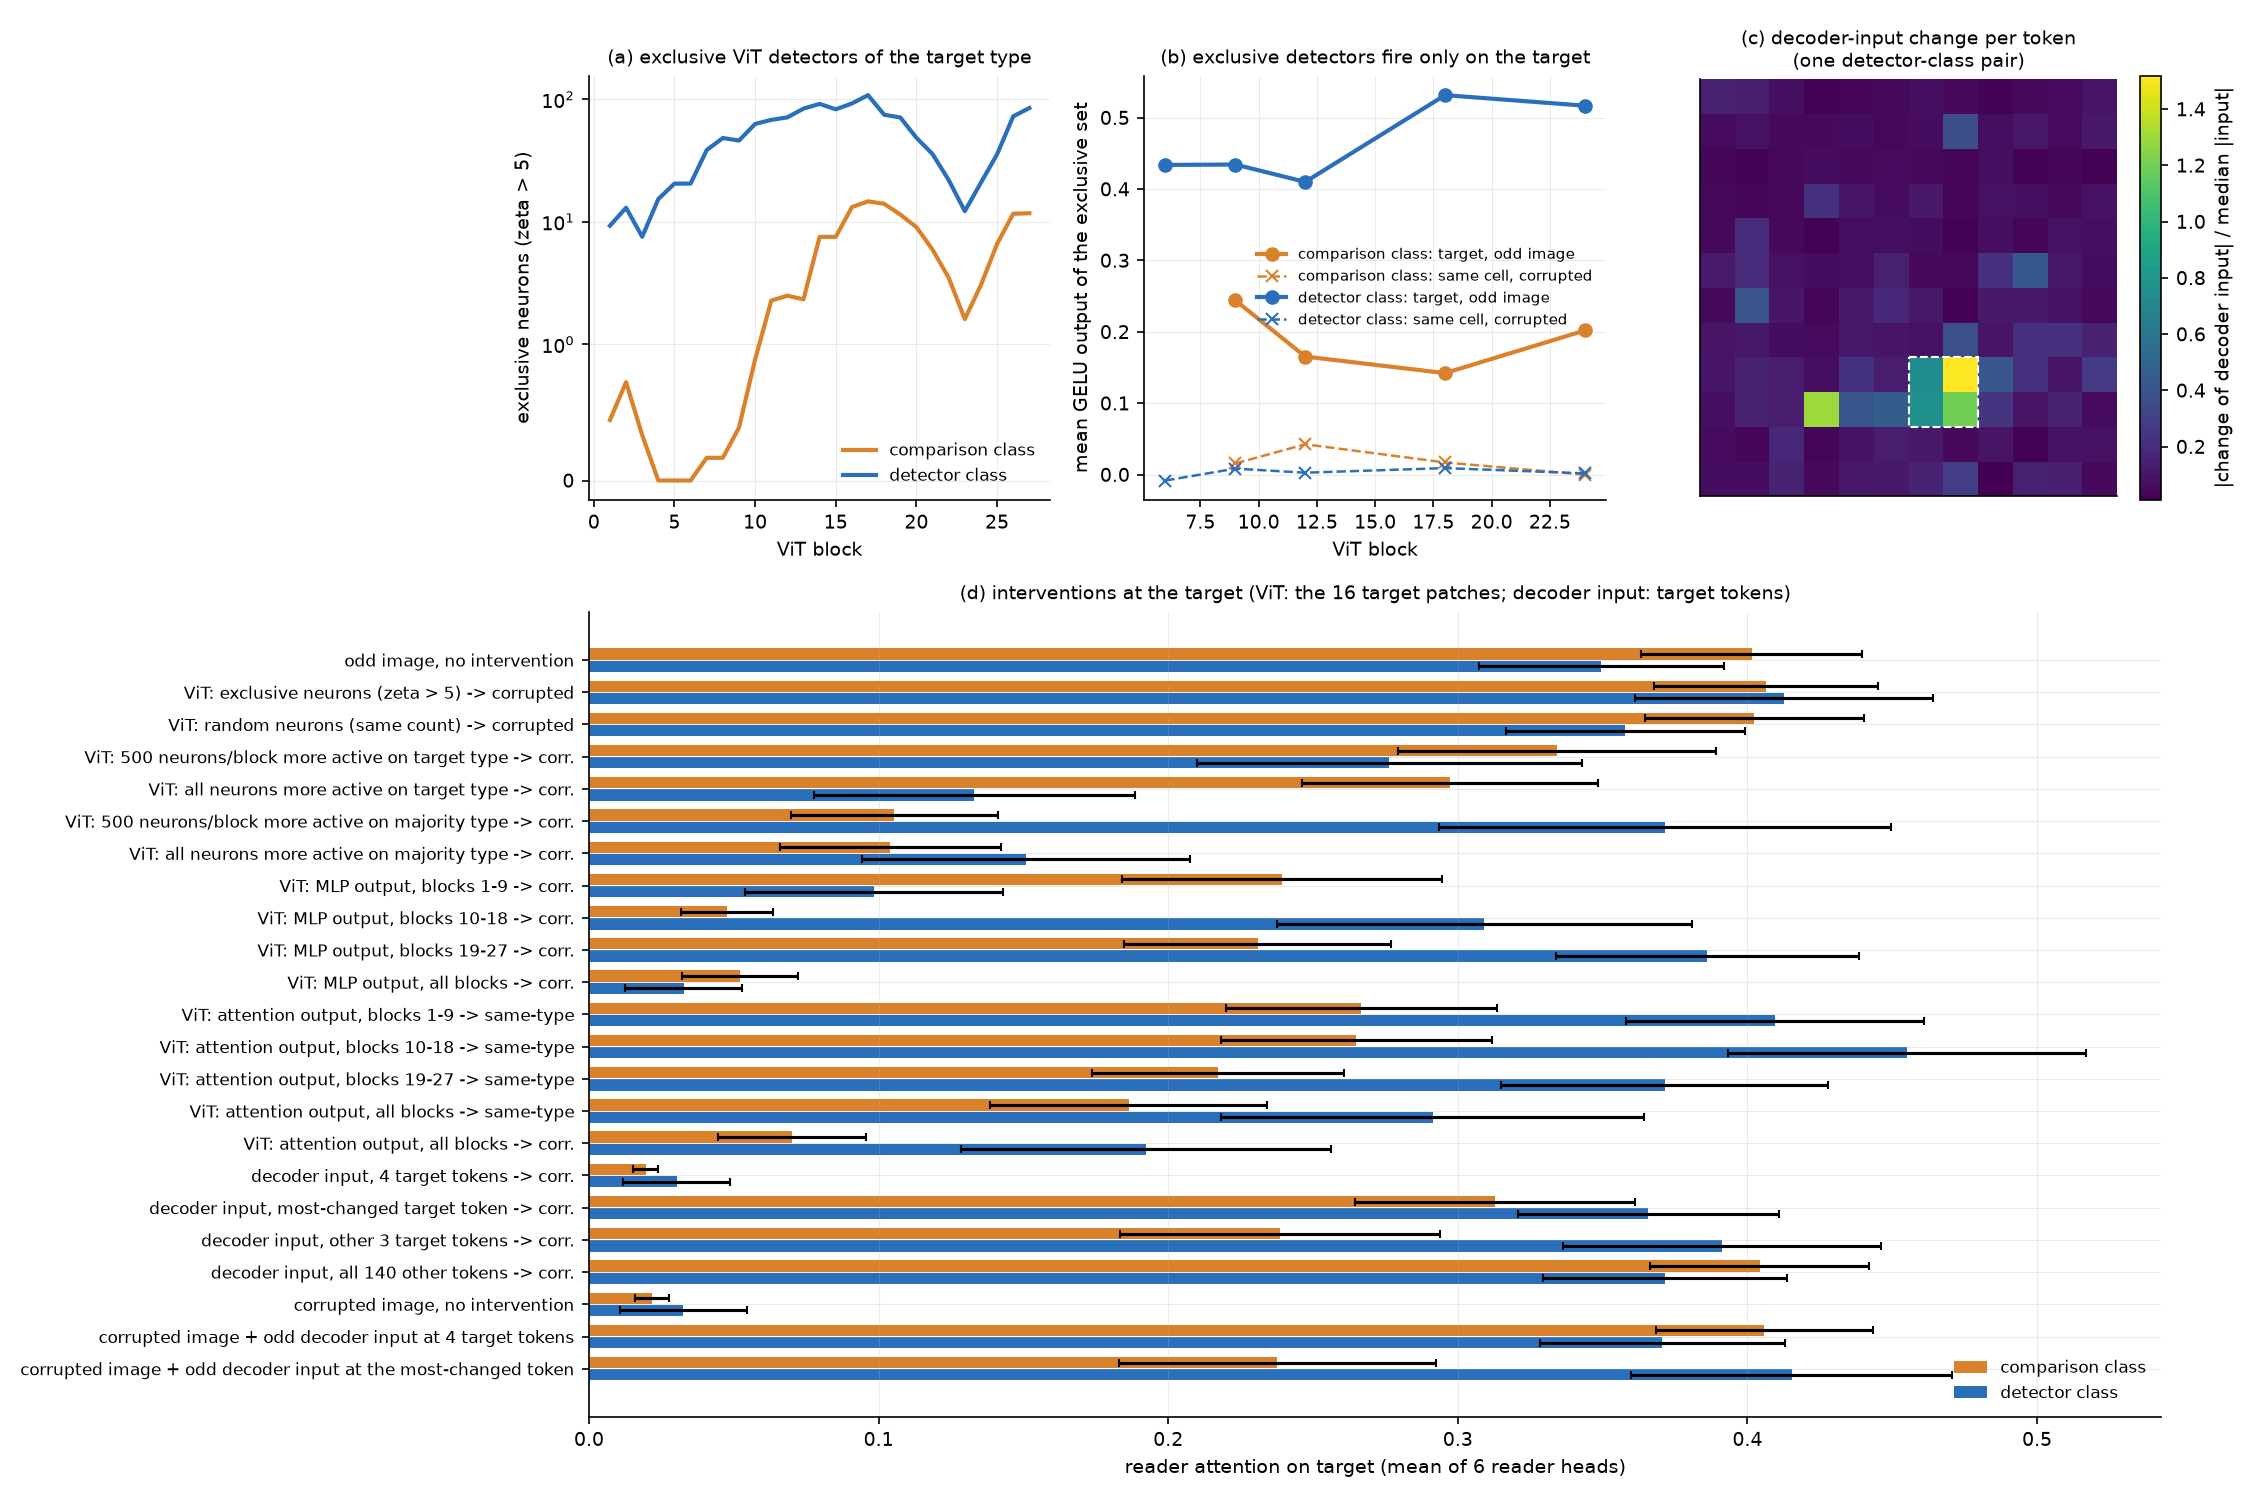 (a) exclusive ViT detectors of the target type
exclusive neurons (zeta > 5)
10²
10¹
10⁰
0
0
5
10
15
20
25
ViT block
comparison class
detector class
(b) exclusive detectors fire only on the target
mean GELU output of the exclusive set
0.5
0.4
0.3
0.2
0.1
0.0
7.5
10.0
12.5
15.0
17.5
20.0
22.5
ViT block
comparison class: target, odd image
comparison class: same cell, corrupted
detector class: target, odd image
detector class: same cell, corrupted
(c) decoder-input change per token
(one detector-class pair)
1.4
1.2
1.0
0.8
0.6
0.4
0.2
|change of decoder input| / median |input|
(d) interventions at the target (ViT: the 16 target patches; decoder input: target tokens)
odd image, no intervention
ViT: exclusive neurons (zeta > 5) -> corrupted
ViT: random neurons (same count) -> corrupted
ViT: 500 neurons/block more active on target type -> corr.
ViT: all neurons more active on target type -> corr.
ViT: 500 neurons/block more active on majority type -> corr.
ViT: all neurons more active on majority type -> corr.
ViT: MLP output, blocks 1-9 -> corr.
ViT: MLP output, blocks 10-18 -> corr.
ViT: MLP output, blocks 19-27 -> corr.
ViT: MLP output, all blocks -> corr.
ViT: attention output, blocks 1-9 -> same-type
ViT: attention output, blocks 10-18 -> same-type
ViT: attention output, blocks 19-27 -> same-type
ViT: attention output, all blocks -> same-type
ViT: attention output, all blocks -> corr.
decoder input, 4 target tokens -> corr.
decoder input, most-changed target token -> corr.
decoder input, other 3 target tokens -> corr.
decoder input, all 140 other tokens -> corr.
corrupted image, no intervention
corrupted image + odd decoder input at 4 target tokens
corrupted image + odd decoder input at the most-changed token
comparison class
detector class
0.0
0.1
0.2
0.3
0.4
0.5
reader attention on target (mean of 6 reader heads)